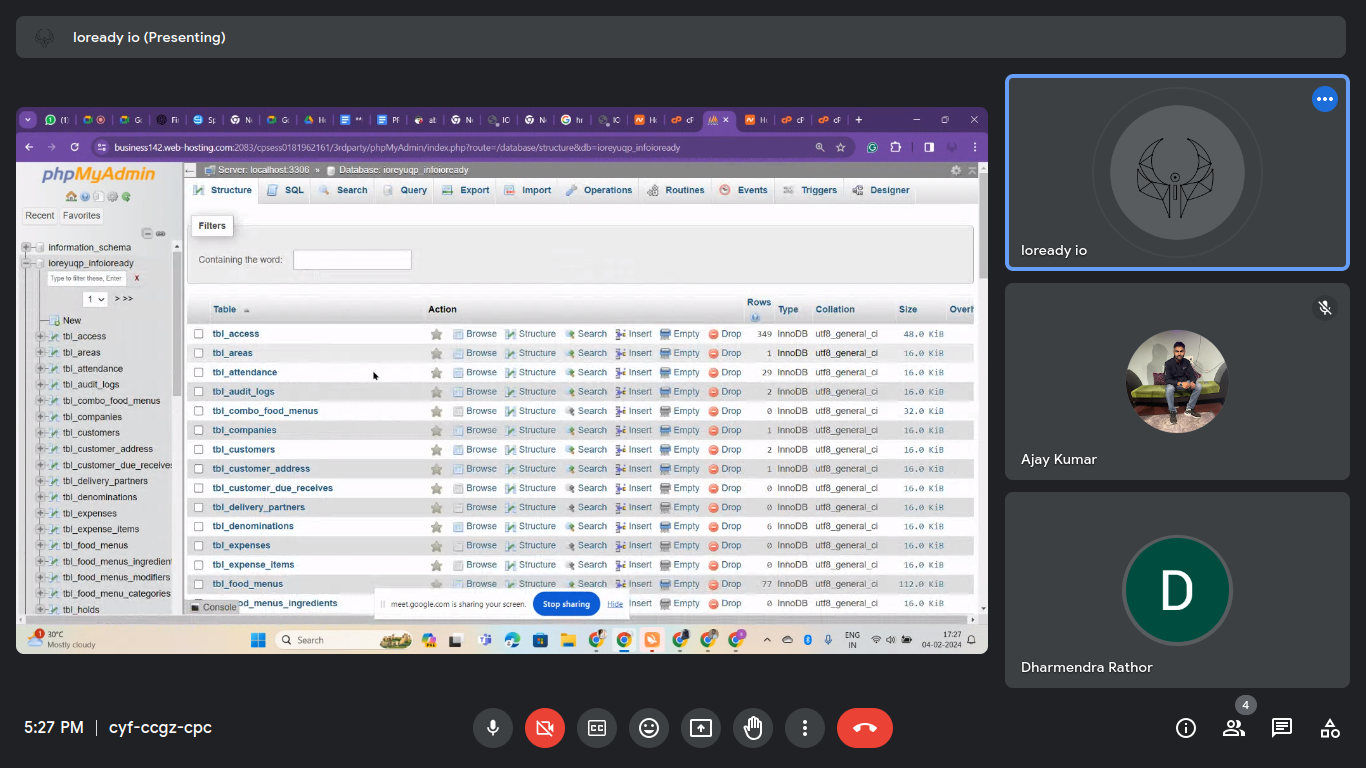 Ioready io (Presenting)
business142.web-hosting.com:2083/cpsess0181962161/3rdparty/phpMyAdmin/index.php?route=/database/structure&db=ioreyuqp_infoioready
phpMyAdmin
Recent Favorites
information_schema
ioreyuqp_infoioready
Type to filter these, Enter X
1 > >>
New
tbl_access
tbl_areas
tbl_attendance
tbl_audit_logs
tbl_combo_food_menus
tbl_companies
tbl_customers
tbl_customer_address
tbl_customer_due_receives
tbl_delivery_partners
tbl_denominations
tbl_expenses
tbl_expense_items
tbl_food_menus
tbl_food_menus_ingredient
tbl_food_menus_modifiers
tbl_food_menu_categories
tbl_holds
Server: localhost:3306 » Database: ioreyuqp_infoioready
Structure SQL Search Query Export Import Operations Routines Events Triggers Designer
Filters
Containing the word:
Table Action Rows Type Collation Size Overh
tbl_access Browse Structure Search Insert Empty Drop 349 InnoDB utf8_general_ci 48.0 KiB
tbl_areas Browse Structure Search Insert Empty Drop 1 InnoDB utf8_general_ci 16.0 KiB
tbl_attendance Browse Structure Search Insert Empty Drop 29 InnoDB utf8_general_ci 16.0 KiB
tbl_audit_logs Browse Structure Search Insert Empty Drop 2 InnoDB utf8_general_ci 16.0 KiB
tbl_combo_food_menus Browse Structure Search Insert Empty Drop 0 InnoDB utf8_general_ci 32.0 KiB
tbl_companies Browse Structure Search Insert Empty Drop 1 InnoDB utf8_general_ci 16.0 KiB
tbl_customers Browse Structure Search Insert Empty Drop 2 InnoDB utf8_general_ci 16.0 KiB
tbl_customer_address Browse Structure Search Insert Empty Drop 1 InnoDB utf8_general_ci 16.0 KiB
tbl_customer_due_receives Browse Structure Search Insert Empty Drop 0 InnoDB utf8_general_ci 16.0 KiB
tbl_delivery_partners Browse Structure Search Insert Empty Drop 0 InnoDB utf8_general_ci 16.0 KiB
tbl_denominations Browse Structure Search Insert Empty Drop 6 InnoDB utf8_general_ci 16.0 KiB
tbl_expenses Browse Structure Search Insert Empty Drop 0 InnoDB utf8_general_ci 16.0 KiB
tbl_expense_items Browse Structure Search Insert Empty Drop 0 InnoDB utf8_general_ci 16.0 KiB
tbl_food_menus Browse Structure Search Insert Empty Drop 77 InnoDB utf8_general_ci 112.0 KiB
food_menus_ingredients Insert Empty Drop 0 InnoDB utf8_general_ci 16.0 KiB
Console
meet.google.com is sharing your screen. Stop sharing Hide
1 30°C
Mostly cloudy
Search
ENG
IN
17:27
04-02-2024
Ioready io
Ajay Kumar
D
Dharmendra Rathor
5:27 PM | cyf-ccgz-cpc
4